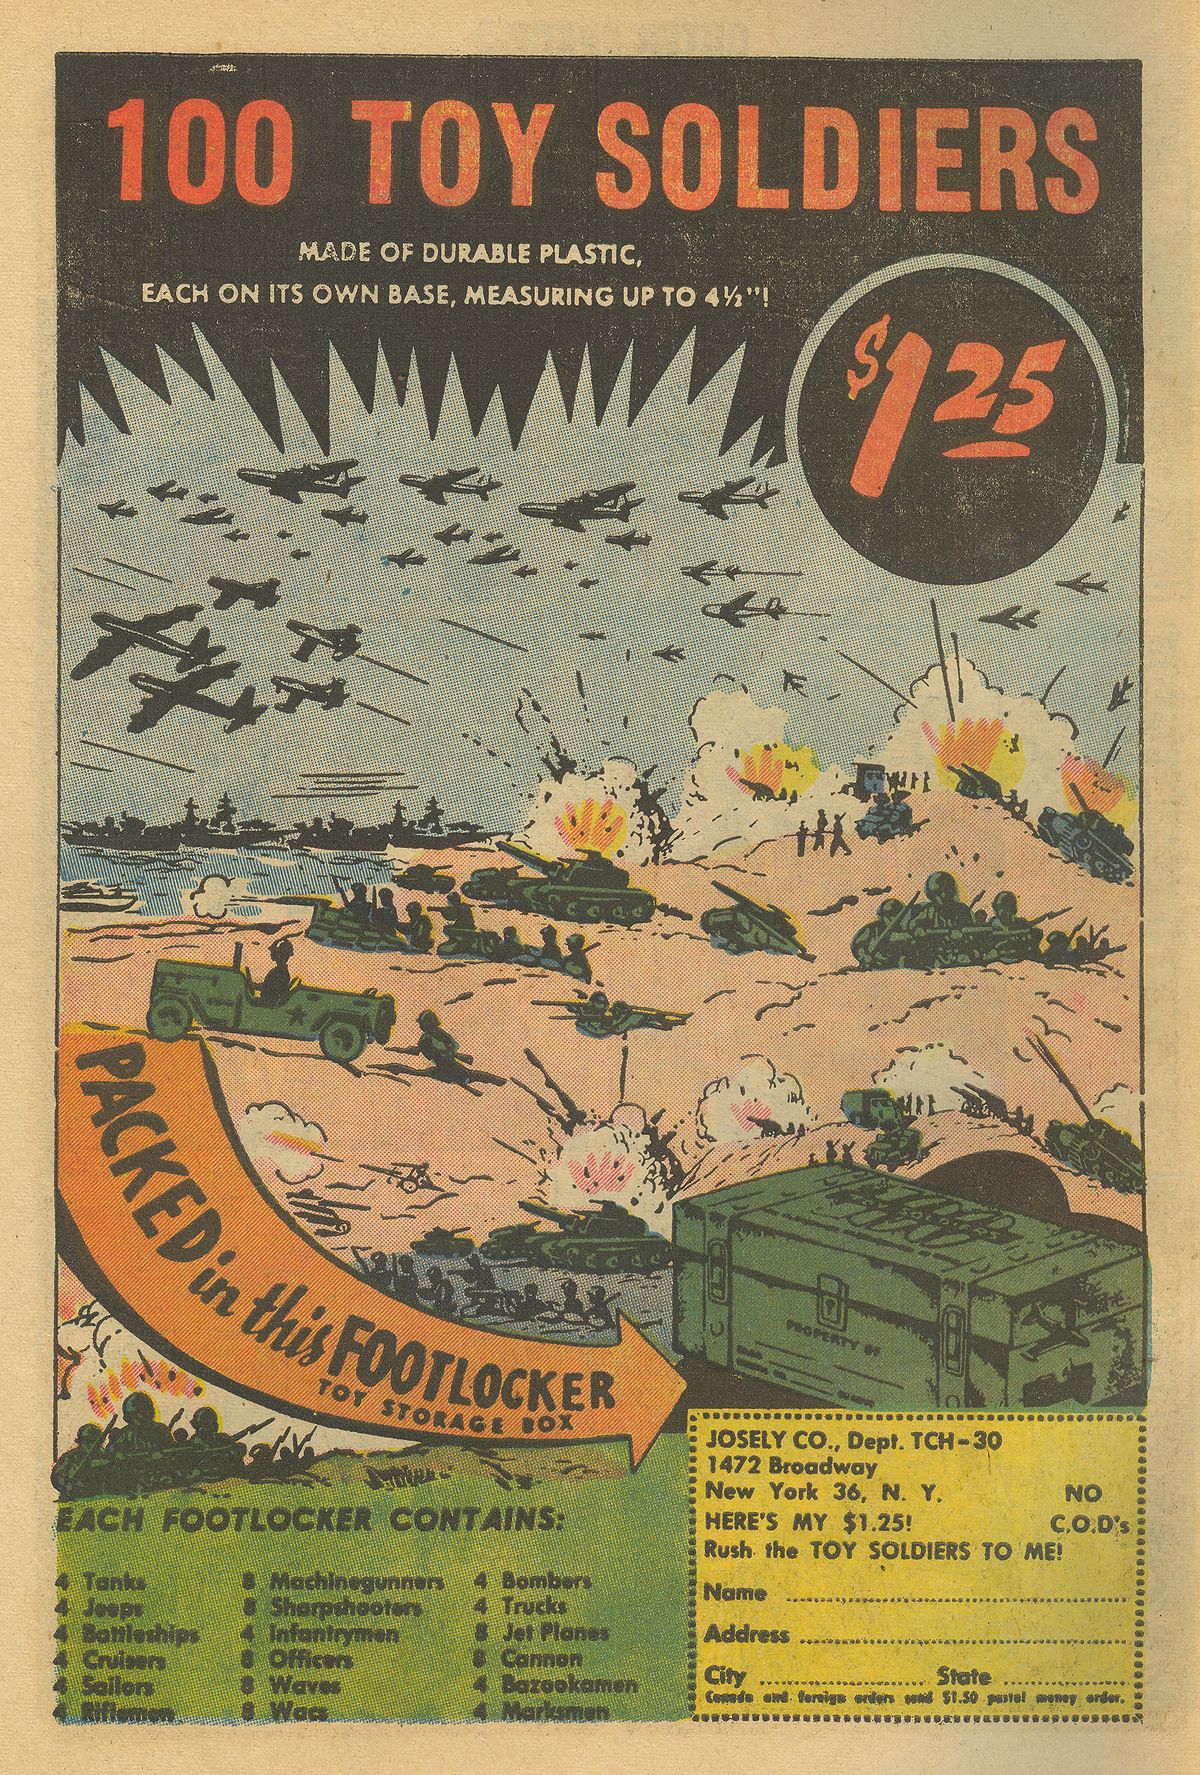 100 TOY SOLDIERS
MADE OF DURABLE PLASTIC,
EACH ON ITS OWN BASE, MEASURING UP TO 4½"!
$1.25
PACKED in this FOOTLOCKER
TOY STORAGE BOX
PROPERTY OF
EACH FOOTLOCKER CONTAINS:
4 Tanks 8 Machinegunners 4 Bombers
4 Jeeps 8 Sharpshooters 4 Trucks
4 Battleships 4 Infantrymen 8 Jet Planes
4 Cruisers 8 Officers 8 Cannon
4 Sailors 8 Waves 4 Bazookamen
4 Riflemen 8 Wacs 4 Marksmen
JOSELY CO., Dept. TCH-30
1472 Broadway
New York 36, N. Y. NO
HERE'S MY $1.25! C.O.D's
Rush the TOY SOLDIERS TO ME!
Name
Address
City State
Canada and foreign orders send $1.50 postal money order.